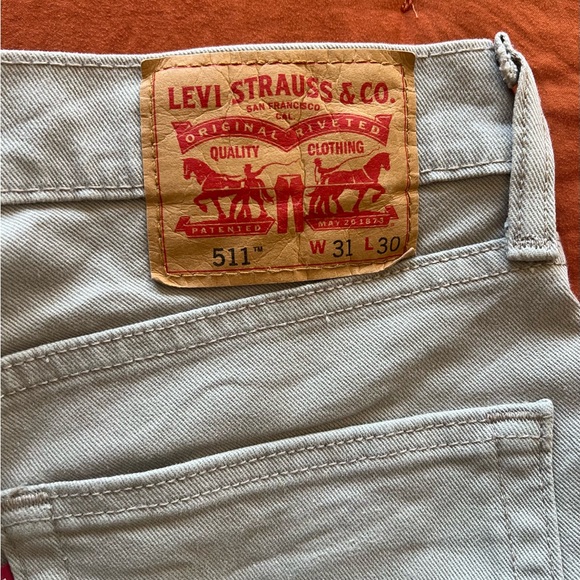 LEVI STRAUSS & CO.
SAN FRANCISCO
CAL.
ORIGINAL RIVETED
QUALITY CLOTHING
PATENTED MAY 20 1873
511™ W 31 L 30